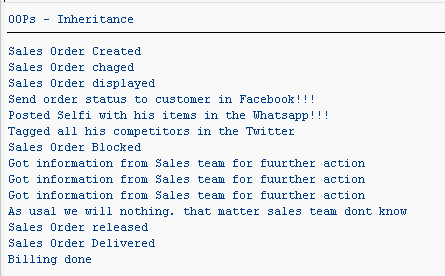 OOPs - Inheritance
Sales Order Created
Sales Order chaged
Sales Order displayed
Send order status to customer in Facebook!!!
Posted Selfi with his items in the Whatsapp!!!
Tagged all his competitors in the Twitter
Sales Order Blocked
Got information from Sales team for fuurther action
Got information from Sales team for fuurther action
Got information from Sales team for fuurther action
As usal we will nothing. that matter sales team dont know
Sales Order released
Sales Order Delivered
Billing done